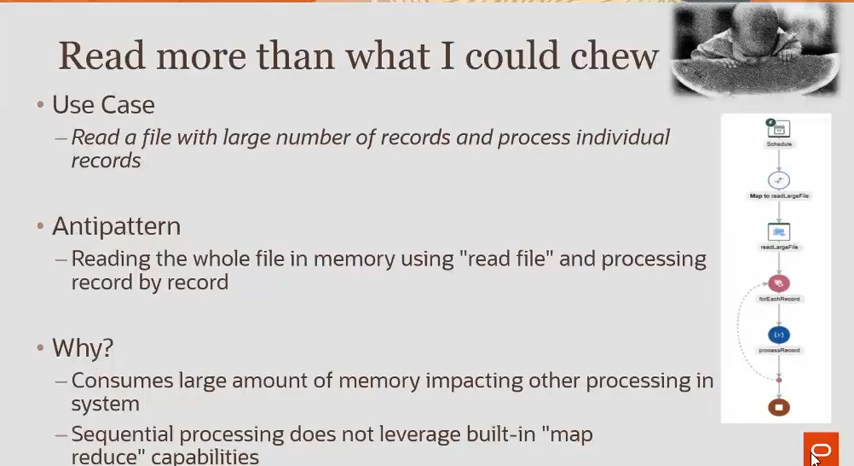 Read more than what I could chew
• Use Case
– Read a file with large number of records and process individual
records
• Antipattern
– Reading the whole file in memory using "read file" and processing
record by record
• Why?
– Consumes large amount of memory impacting other processing in
system
– Sequential processing does not leverage built-in "map
reduce" capabilities
Schedule
Map to readLargeFile
readLargeFile
forEachRecord
processRecord